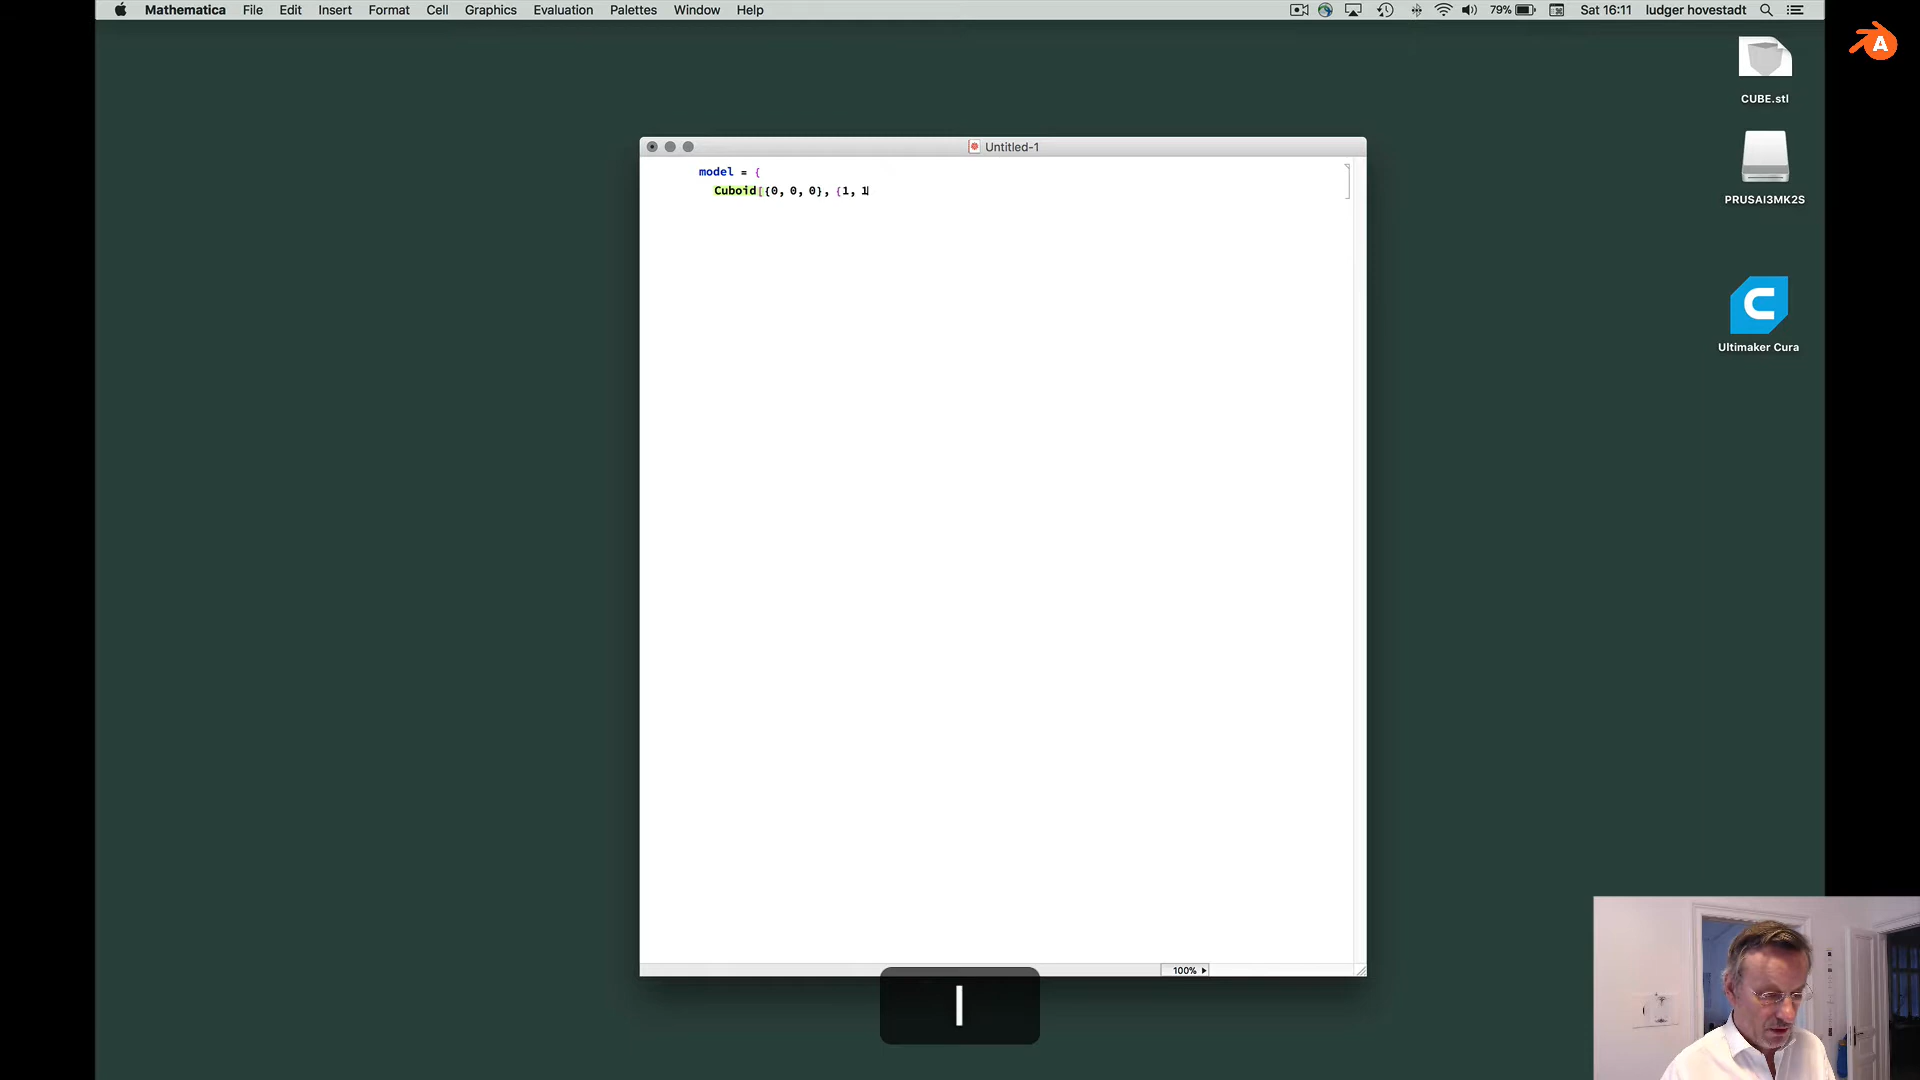 Mathematica File Edit Insert Format Cell Graphics Evaluation Palettes Window Help 79% Sat 16:11 ludger hovestadt
A
CUBE.stl
Untitled-1
model = {
Cuboid[{0, 0, 0}, {1, 1
PRUSAI3MK2S
C
Ultimaker Cura
100%